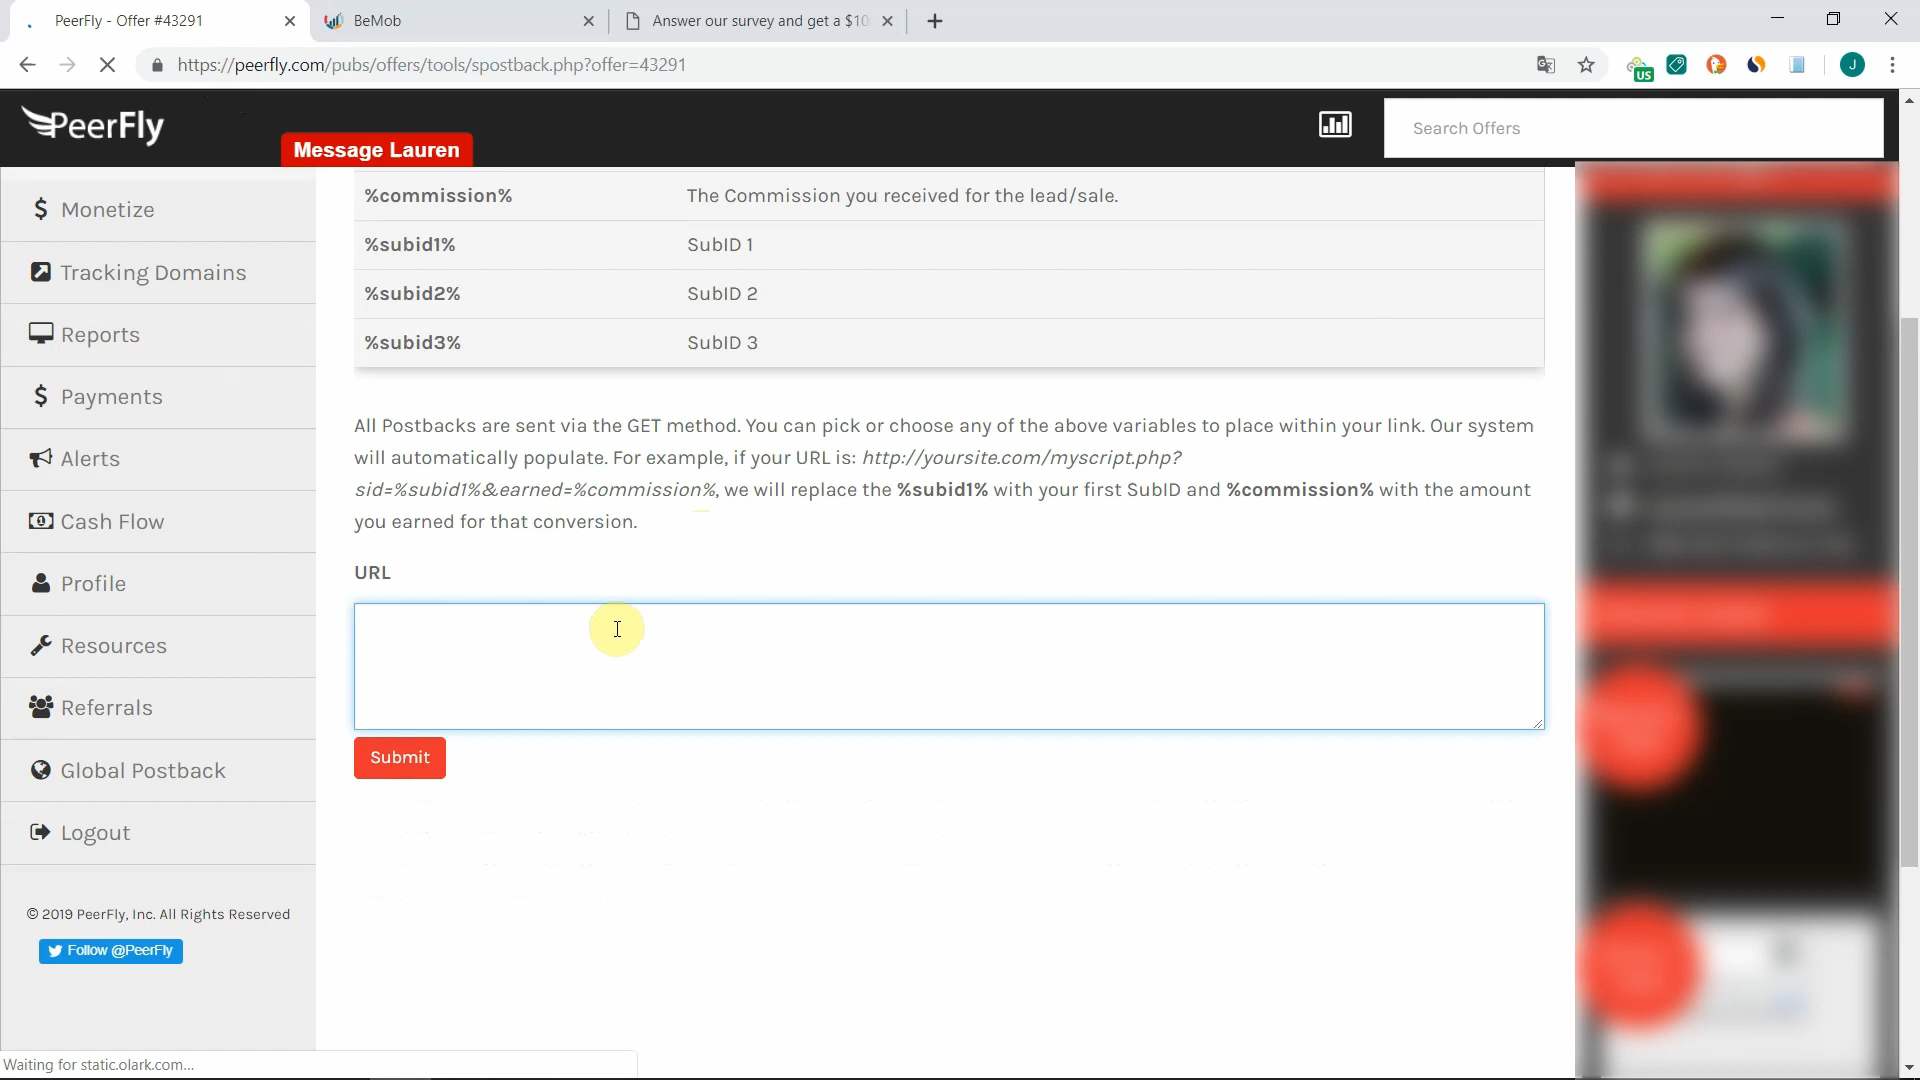 PeerFly - Offer #43291
BeMob
Answer our survey and get a $10
https://peerfly.com/pubs/offers/tools/spostback.php?offer=43291
US
J
PeerFly
Message Lauren
Search Offers
Monetize
Tracking Domains
Reports
Payments
Alerts
Cash Flow
Profile
Resources
Referrals
Global Postback
Logout
© 2019 PeerFly, Inc. All Rights Reserved
Follow @PeerFly
%commission% The Commission you received for the lead/sale.
%subid1% SubID 1
%subid2% SubID 2
%subid3% SubID 3
All Postbacks are sent via the GET method. You can pick or choose any of the above variables to place within your link. Our system
will automatically populate. For example, if your URL is: http://yoursite.com/myscript.php?
sid=%subid1%&earned=%commission%, we will replace the %subid1% with your first SubID and %commission% with the amount
you earned for that conversion.
URL
Submit
Waiting for static.olark.com...